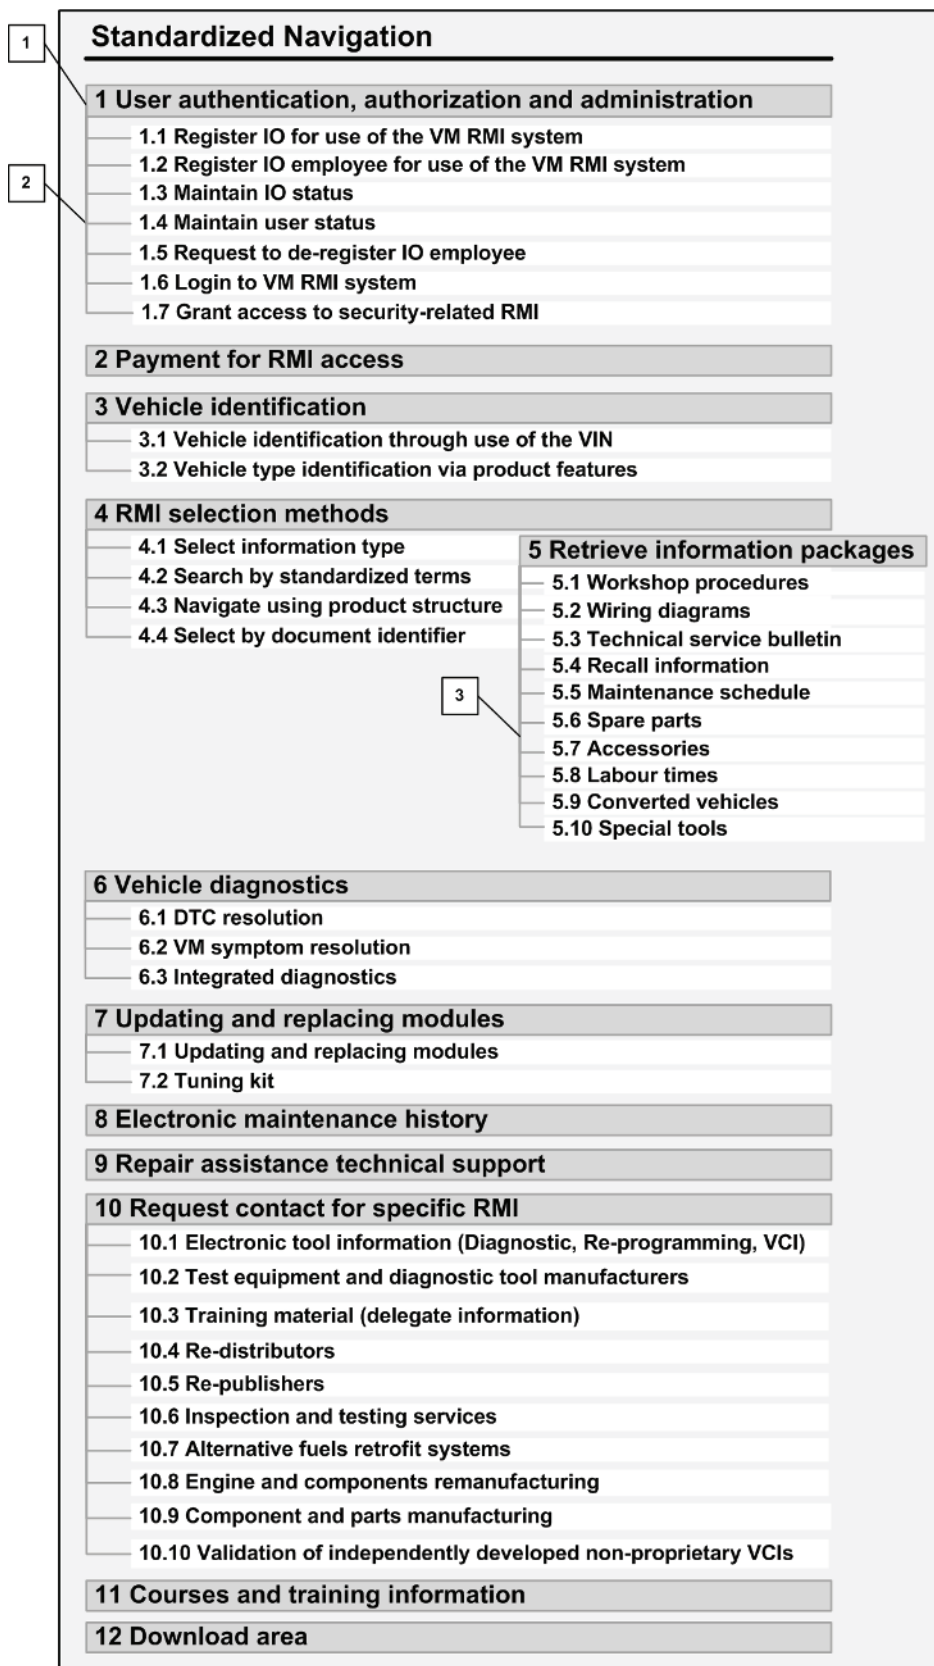 Standardized Navigation
1
1 User authentication, authorization and administration
1.1 Register IO for use of the VM RMI system
1.2 Register IO employee for use of the VM RMI system
2
1.3 Maintain IO status
1.4 Maintain user status
1.5 Request to de-register IO employee
1.6 Login to VM RMI system
1.7 Grant access to security-related RMI
2 Payment for RMI access
3 Vehicle identification
3.1 Vehicle identification through use of the VIN
3.2 Vehicle type identification via product features
4 RMI selection methods
4.1 Select information type
4.2 Search by standardized terms
4.3 Navigate using product structure
4.4 Select by document identifier
5 Retrieve information packages
5.1 Workshop procedures
5.2 Wiring diagrams
5.3 Technical service bulletin
5.4 Recall information
5.5 Maintenance schedule
3
5.6 Spare parts
5.7 Accessories
5.8 Labour times
5.9 Converted vehicles
5.10 Special tools
6 Vehicle diagnostics
6.1 DTC resolution
6.2 VM symptom resolution
6.3 Integrated diagnostics
7 Updating and replacing modules
7.1 Updating and replacing modules
7.2 Tuning kit
8 Electronic maintenance history
9 Repair assistance technical support
10 Request contact for specific RMI
10.1 Electronic tool information (Diagnostic, Re-programming, VCI)
10.2 Test equipment and diagnostic tool manufacturers
10.3 Training material (delegate information)
10.4 Re-distributors
10.5 Re-publishers
10.6 Inspection and testing services
10.7 Alternative fuels retrofit systems
10.8 Engine and components remanufacturing
10.9 Component and parts manufacturing
10.10 Validation of independently developed non-proprietary VCIs
11 Courses and training information
12 Download area